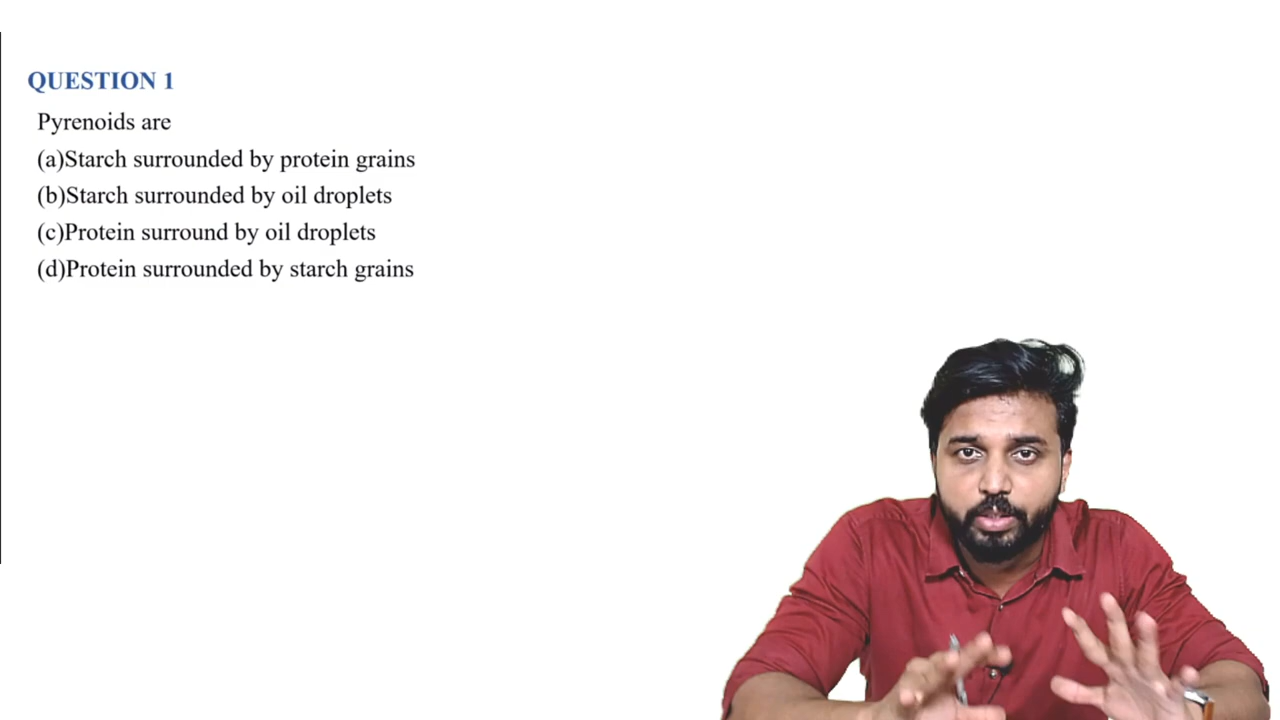 QUESTION 1
Pyrenoids are
(a)Starch surrounded by protein grains
(b)Starch surrounded by oil droplets
(c)Protein surround by oil droplets
(d)Protein surrounded by starch grains